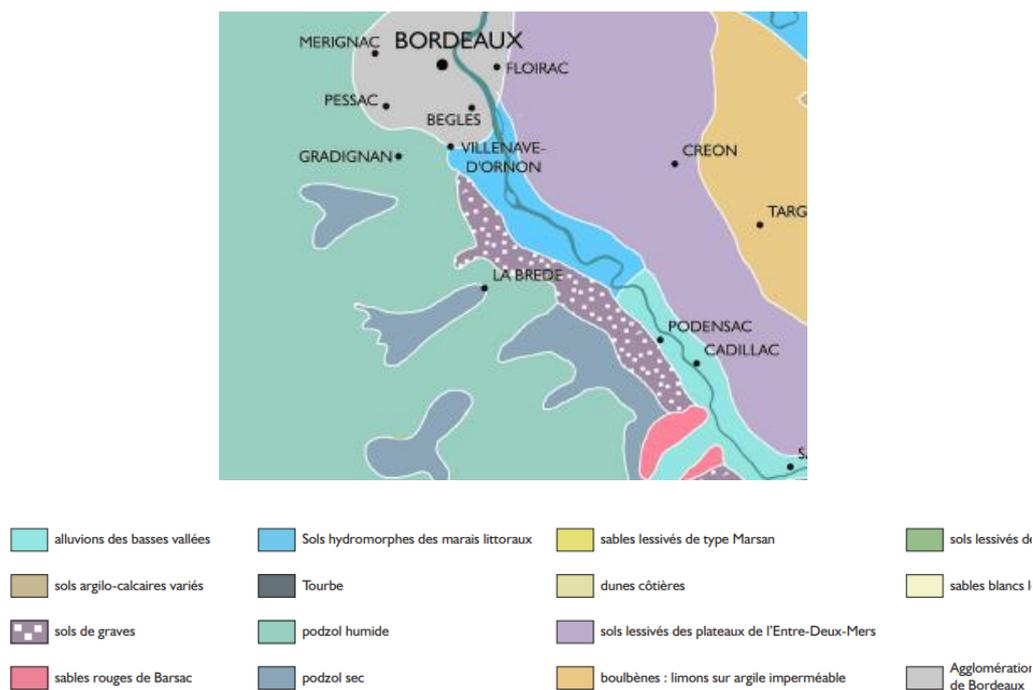 MERIGNAC
BORDEAUX
FLOIRAC
PESSAC
BEGLES
GRADIGNAN
VILLENAVE-
D'ORNON
CREON
TARG
LA BREDE
PODENSAC
CADILLAC
S.
alluvions des basses vallées
Sols hydromorphes des marais littoraux
sables lessivés de type Marsan
sols lessivés de
sols argilo-calcaires variés
Tourbe
dunes côtières
sables blancs l
sols de graves
podzol humide
sols lessivés des plateaux de l'Entre-Deux-Mers
sables rouges de Barsac
podzol sec
boulbènes : limons sur argile imperméable
Agglomération
de Bordeaux